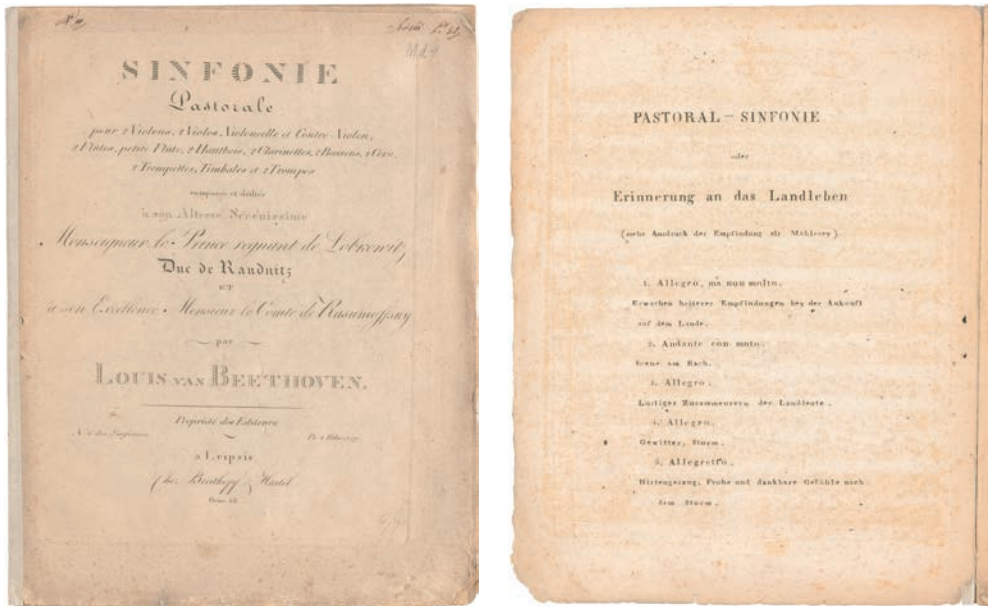 SINFONIE
Pastorale
pour 2 Violons, 2 Violes, Violoncelle et Contre-Violon,
2 Flûtes, petite Flûte, 2 Hautbois, 2 Clarinettes, 2 Bassons, 2 Cors,
2 Trompettes, Timbales et 2 Trompes
composée et dediée
à son Altesse Sérénissime
Monseigneur le Prince regnant de Lobkowitz
Duc de Raudnitz
ET
à son Excellence Monsieur le Comte de Rasumoffsky
par
LOUIS VAN BEETHOVEN.
Propriété des Editeurs
à Leipsic
Chez Breitkopf & Härtel
Oeuv. 68
PASTORAL – SINFONIE
oder
Erinnerung an das Landleben
(mehr Ausdruck der Empfindung als Mahlerey)
1. Allegro, ma non molto.
Erwachen heiterer Empfindungen bey der Ankunft
auf dem Lande.
2. Andante con moto.
Scene am Bach.
3. Allegro.
Lustiges Zusammenseyn der Landleute.
4. Allegro.
Gewitter, Sturm.
5. Allegretto.
Hirtengesang, Frohe und dankbare Gefühle nach
dem Sturm.